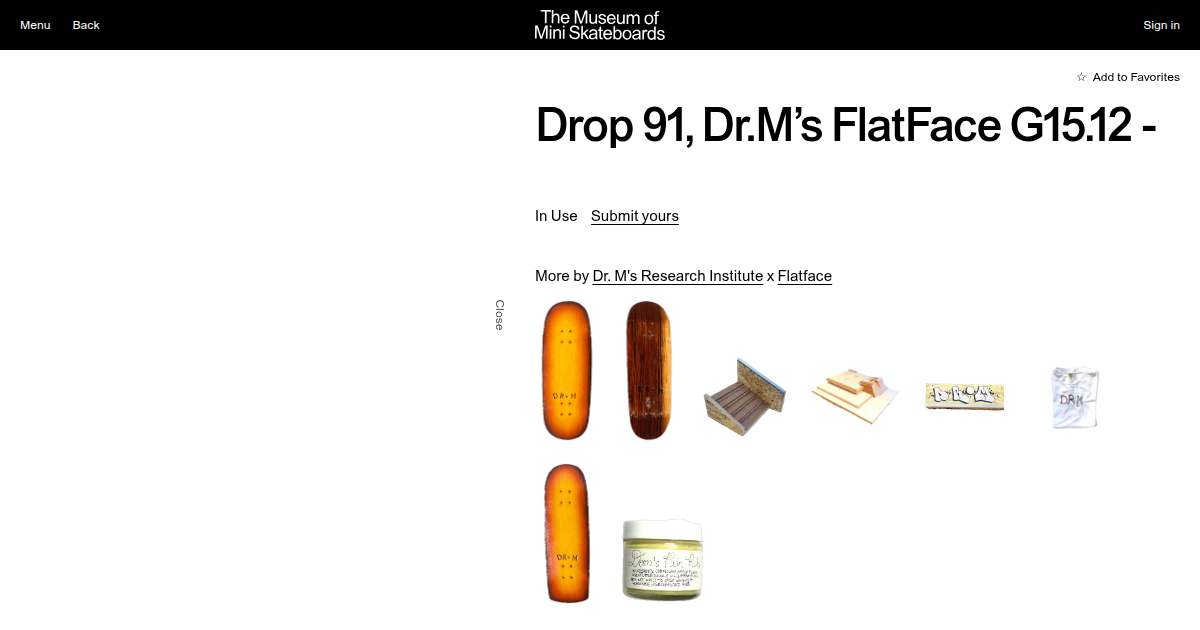 Menu
Back
The Museum of
Mini Skateboards
Sign in
☆ Add to Favorites
Drop 91, Dr.M’s FlatFace G15.12 -
In Use Submit yours
More by Dr. M's Research Institute x Flatface
Close
DR M
DR M
DR M